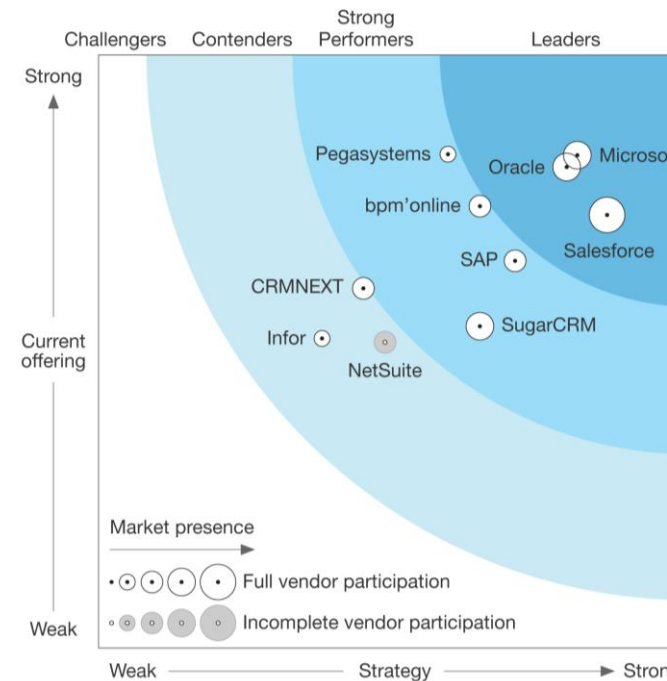 Challengers Contenders Strong Performers Leaders
Strong
Pegasystems
Microso
Oracle
bpm'online
Salesforce
SAP
CRMNEXT
SugarCRM
Infor
NetSuite
Current
offering
Market presence
Full vendor participation
Incomplete vendor participation
Weak
Weak Strategy Stron